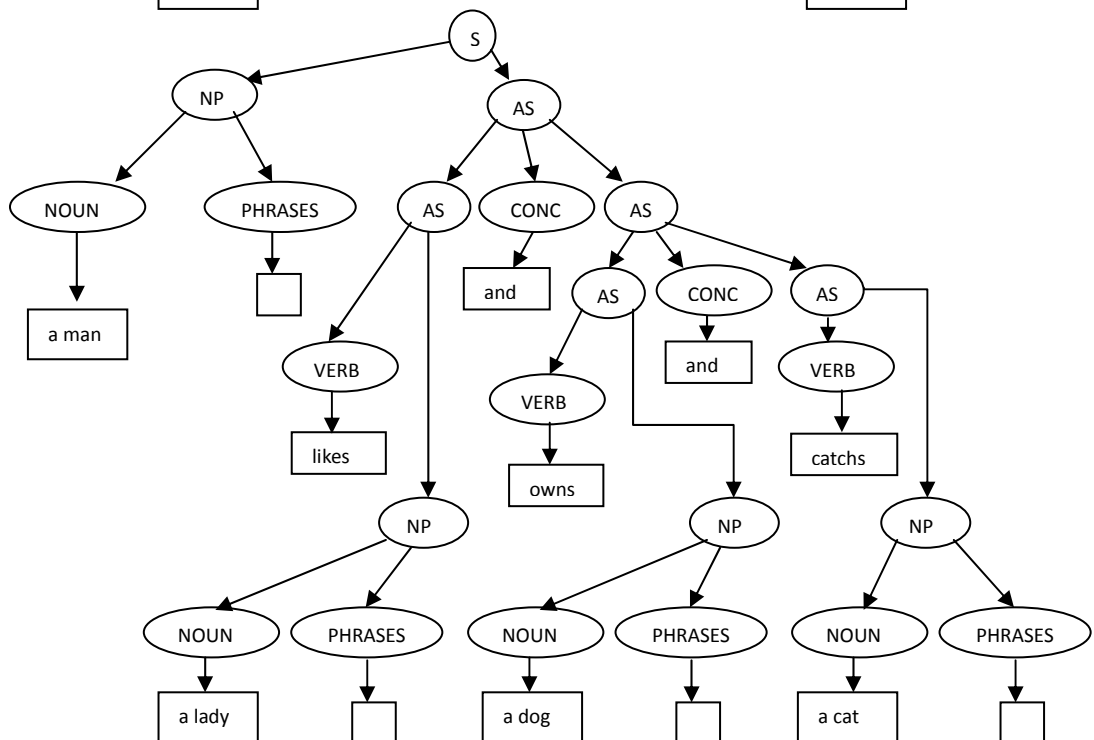 S
NP
AS
NOUN
PHRASES
AS
CONC
AS
and
AS
CONC
AS
a man
VERB
and
VERB
VERB
likes
catchs
owns
NP
NP
NP
NOUN
PHRASES
NOUN
PHRASES
NOUN
PHRASES
a lady
a dog
a cat